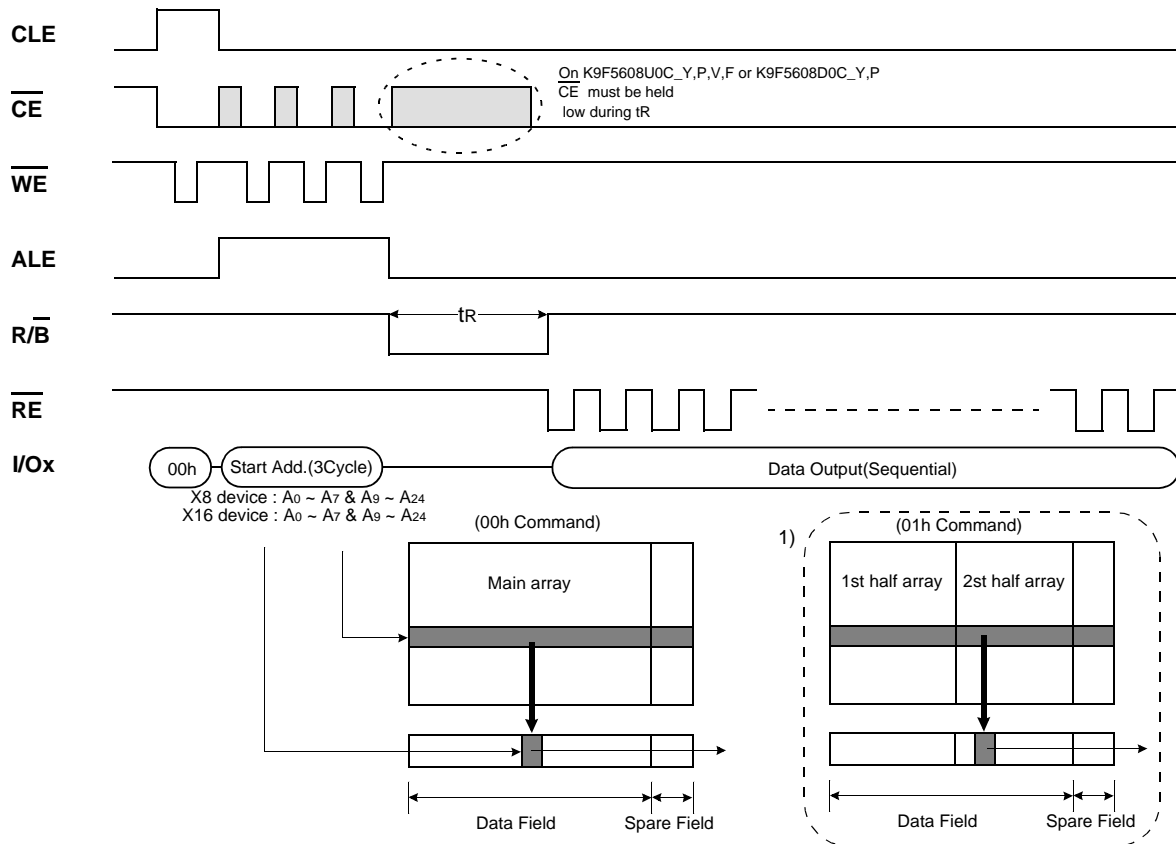 CLE
On K9F5608U0C_Y,P,V,F or K9F5608D0C_Y,P
CE must be held
low during tR
CE
WE
ALE
tR
R/B
RE
I/Ox
00h
Start Add.(3Cycle)
Data Output(Sequential)
X8 device : A0 ~ A7 & A9 ~ A24
X16 device : A0 ~ A7 & A9 ~ A24
(00h Command)
Main array
Data Field
Spare Field
1)
(01h Command)
1st half array
2st half array
Data Field
Spare Field